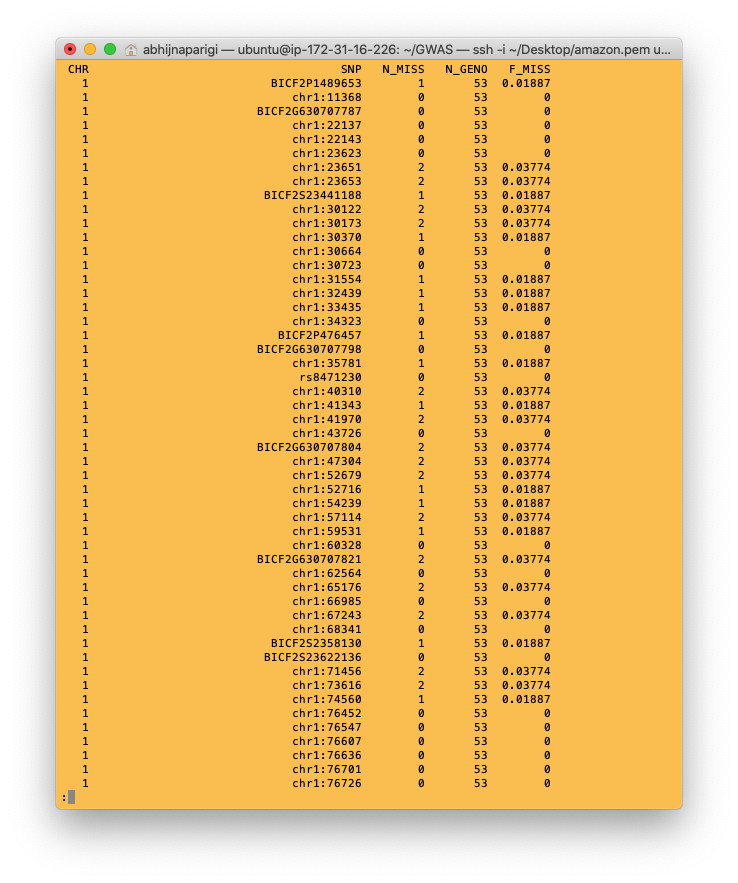 abhijnaparigi — ubuntu@ip-172-31-16-226: ~/GWAS — ssh -i ~/Desktop/amazon.pem u...
CHR SNP N_MISS N_GENO F_MISS
1 BICF2P1489653 1 53 0.01887
1 chr1:11368 0 53 0
1 BICF2G630707787 0 53 0
1 chr1:22137 0 53 0
1 chr1:22143 0 53 0
1 chr1:23623 0 53 0
1 chr1:23651 2 53 0.03774
1 chr1:23653 2 53 0.03774
1 BICF2S23441188 1 53 0.01887
1 chr1:30122 2 53 0.03774
1 chr1:30173 2 53 0.03774
1 chr1:30370 1 53 0.01887
1 chr1:30664 0 53 0
1 chr1:30723 0 53 0
1 chr1:31554 1 53 0.01887
1 chr1:32439 1 53 0.01887
1 chr1:33435 1 53 0.01887
1 chr1:34323 0 53 0
1 BICF2P476457 1 53 0.01887
1 BICF2G630707798 0 53 0
1 chr1:35781 1 53 0.01887
1 rs8471230 0 53 0
1 chr1:40310 2 53 0.03774
1 chr1:41343 1 53 0.01887
1 chr1:41970 2 53 0.03774
1 chr1:43726 0 53 0
1 BICF2G630707804 2 53 0.03774
1 chr1:47304 2 53 0.03774
1 chr1:52679 2 53 0.03774
1 chr1:52716 1 53 0.01887
1 chr1:54239 1 53 0.01887
1 chr1:57114 2 53 0.03774
1 chr1:59531 1 53 0.01887
1 chr1:60328 0 53 0
1 BICF2G630707821 2 53 0.03774
1 chr1:62564 0 53 0
1 chr1:65176 2 53 0.03774
1 chr1:66985 0 53 0
1 chr1:67243 2 53 0.03774
1 chr1:68341 0 53 0
1 BICF2S2358130 1 53 0.01887
1 BICF2S23622136 0 53 0
1 chr1:71456 2 53 0.03774
1 chr1:73616 2 53 0.03774
1 chr1:74560 1 53 0.01887
1 chr1:76452 0 53 0
1 chr1:76547 0 53 0
1 chr1:76607 0 53 0
1 chr1:76636 0 53 0
1 chr1:76701 0 53 0
1 chr1:76726 0 53 0
: